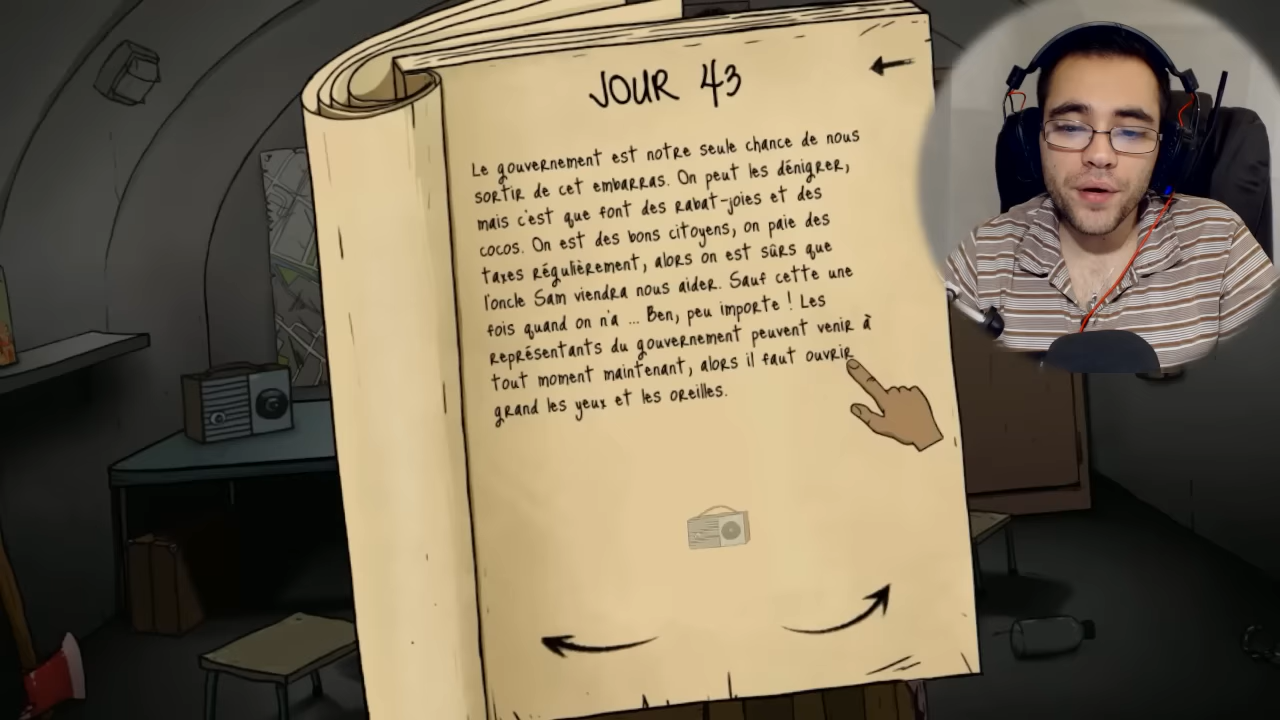 JOUR 43
Le gouvernement est notre seule chance de nous
sortir de cet embarras. On peut les dénigrer,
mais c'est que font des rabat-joies et des
cocos. On est des bons citoyens, on paie des
taxes régulièrement, alors on est sûrs que
l'oncle Sam viendra nous aider. Sauf cette une
fois quand on n'a ... Ben, peu importe ! Les
représentants du gouvernement peuvent venir à
tout moment maintenant, alors il faut ouvrir
grand les yeux et les oreilles.